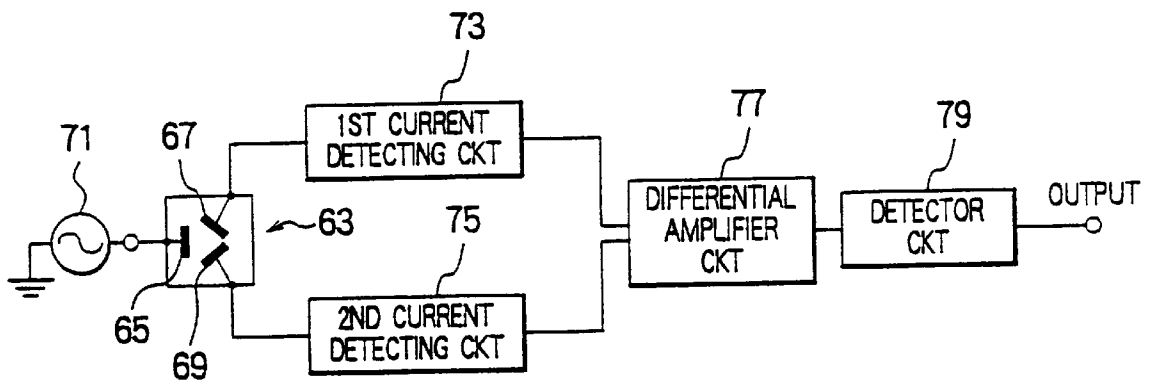 73
1ST CURRENT
DETECTING CKT
71
67
77
79
63
DIFFERENTIAL
AMPLIFIER
CKT
DETECTOR
CKT
OUTPUT
75
65
69
2ND CURRENT
DETECTING CKT